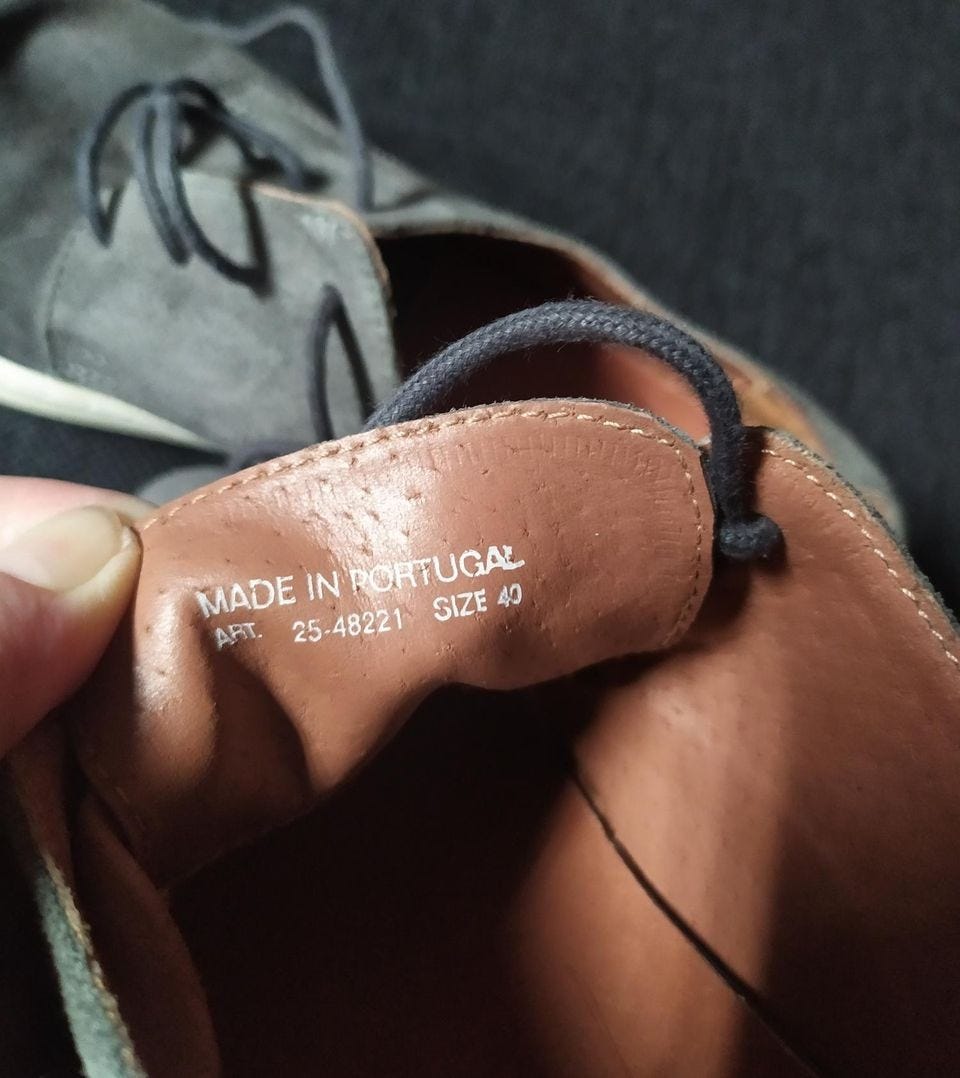 MADE IN PORTUGAL
ART. 25-48221 SIZE 40